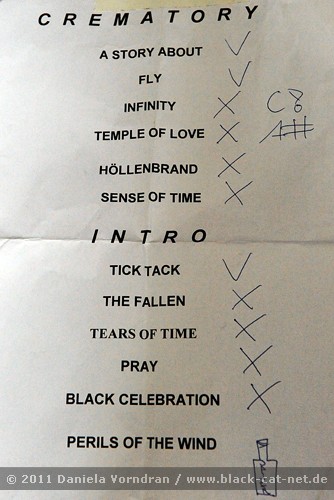 CREMATORY
A STORY ABOUT ✓
FLY ✓
INFINITY X C8
TEMPLE OF LOVE X A#
HÖLLENBRAND X
SENSE OF TIME X
INTRO
TICK TACK ✓
THE FALLEN X
TEARS OF TIME X
PRAY X
BLACK CELEBRATION X
PERILS OF THE WIND
© 2011 Daniela Vorndran / www.black-cat-net.de